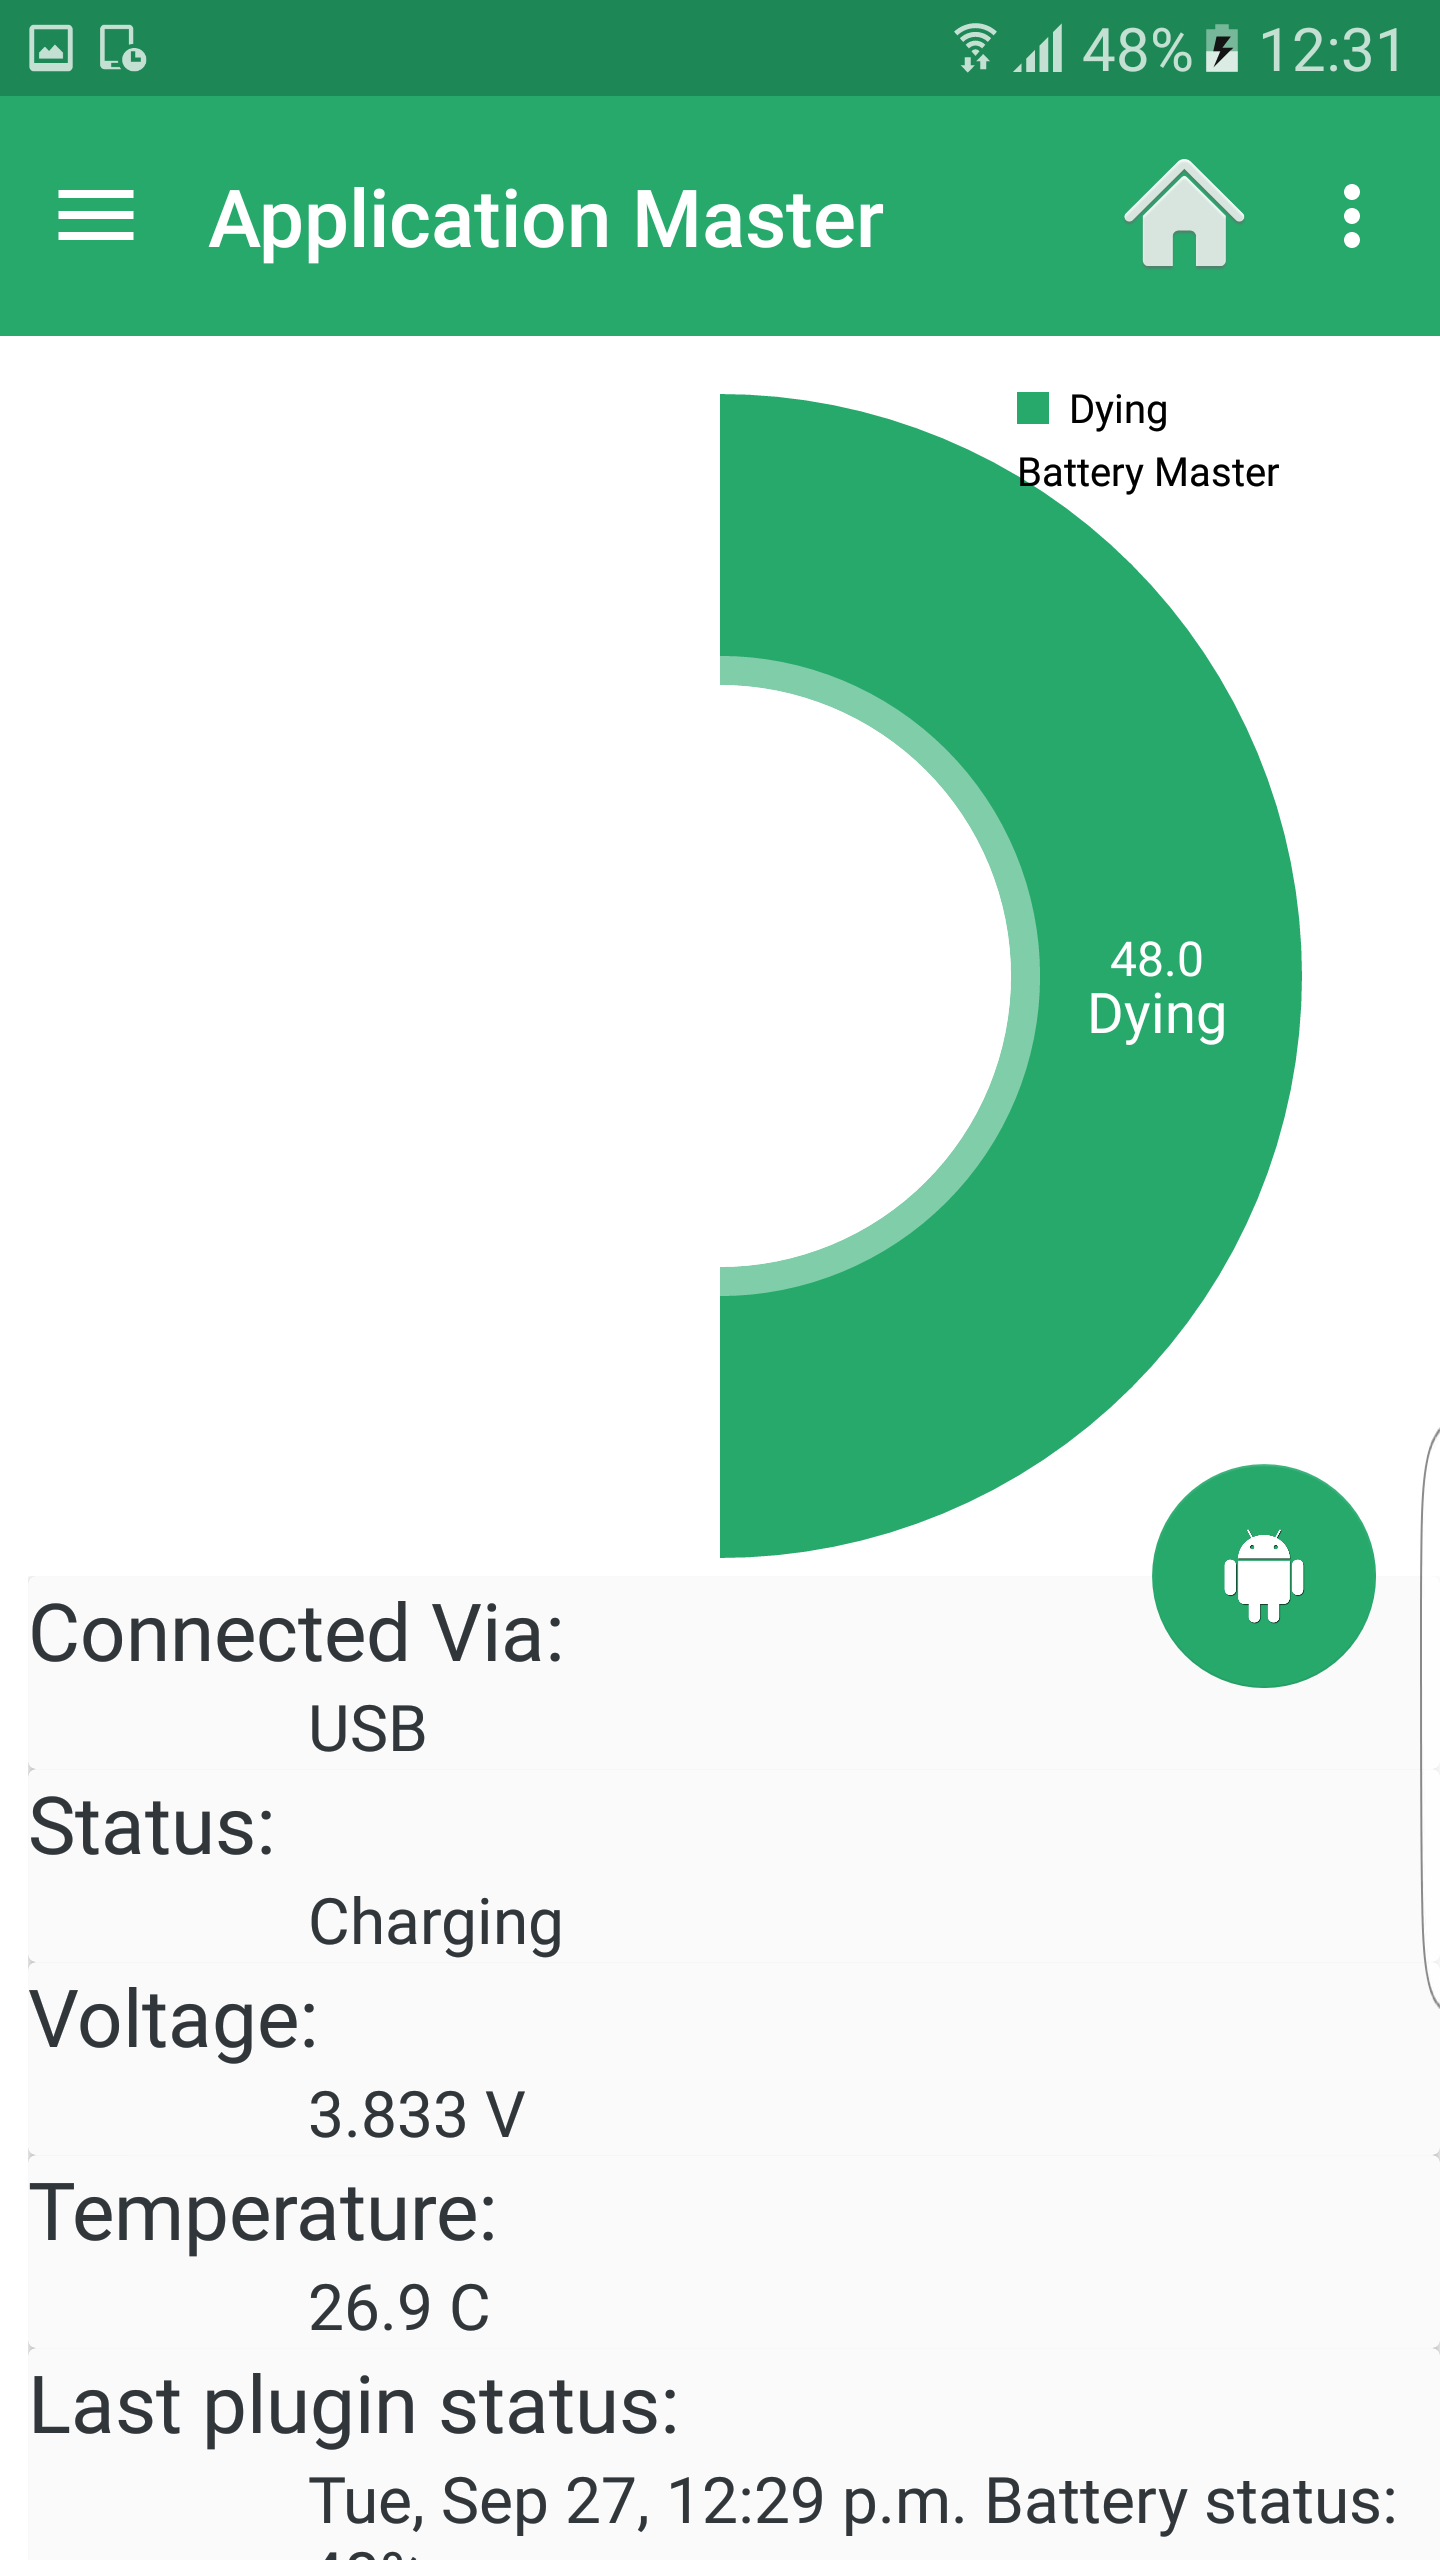 48% 12:31
Application Master
Dying
Battery Master
48.0
Dying
Connected Via:
USB
Status:
Charging
Voltage:
3.833 V
Temperature:
26.9 C
Last plugin status:
Tue, Sep 27, 12:29 p.m. Battery status: